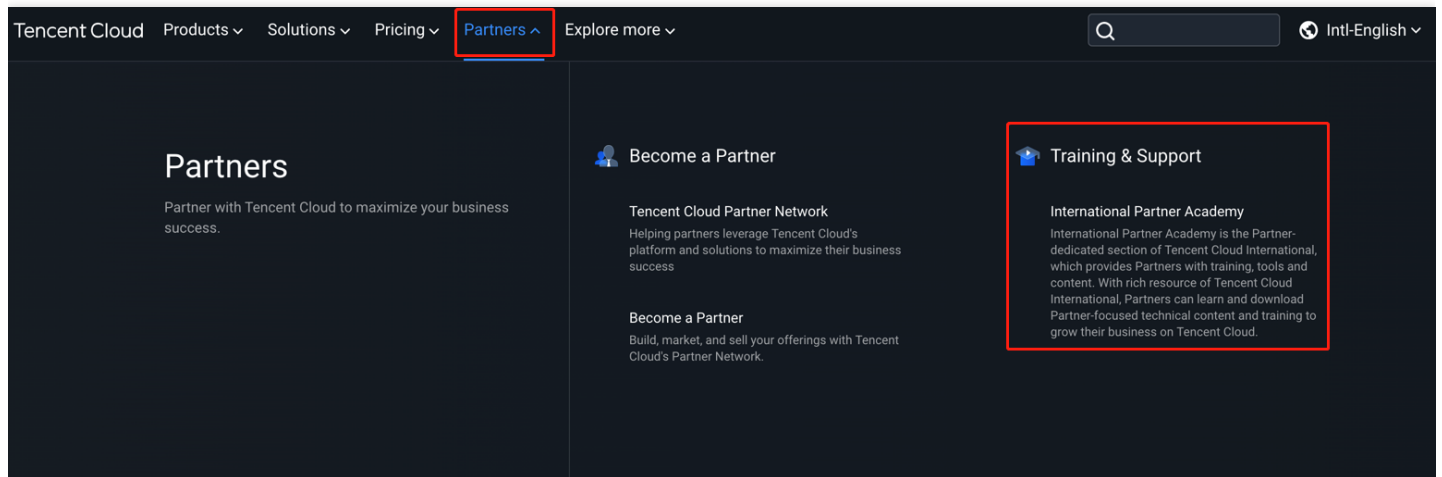 Tencent Cloud Products Solutions Pricing Partners Explore more Intl-English
Partners
Partner with Tencent Cloud to maximize your business
success.
Become a Partner
Tencent Cloud Partner Network
Helping partners leverage Tencent Cloud's
platform and solutions to maximize their business
success
Become a Partner
Build, market, and sell your offerings with Tencent
Cloud's Partner Network.
Training & Support
International Partner Academy
International Partner Academy is the Partner-
dedicated section of Tencent Cloud International,
which provides Partners with training, tools and
content. With rich resource of Tencent Cloud
International, Partners can learn and download
Partner-focused technical content and training to
grow their business on Tencent Cloud.